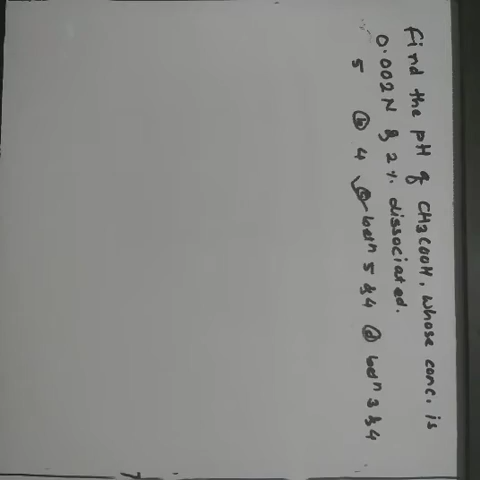 Find the pH of CH3COOH, whose conc. is
0.002N & 2% dissociated.
5 (b) 4 (c) betn 5 & 4 (d) betn 3 & 4